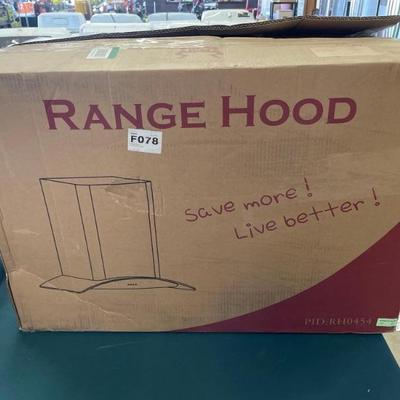 RANGE HOOD
F078
save more!
Live better!
PID:RH0454